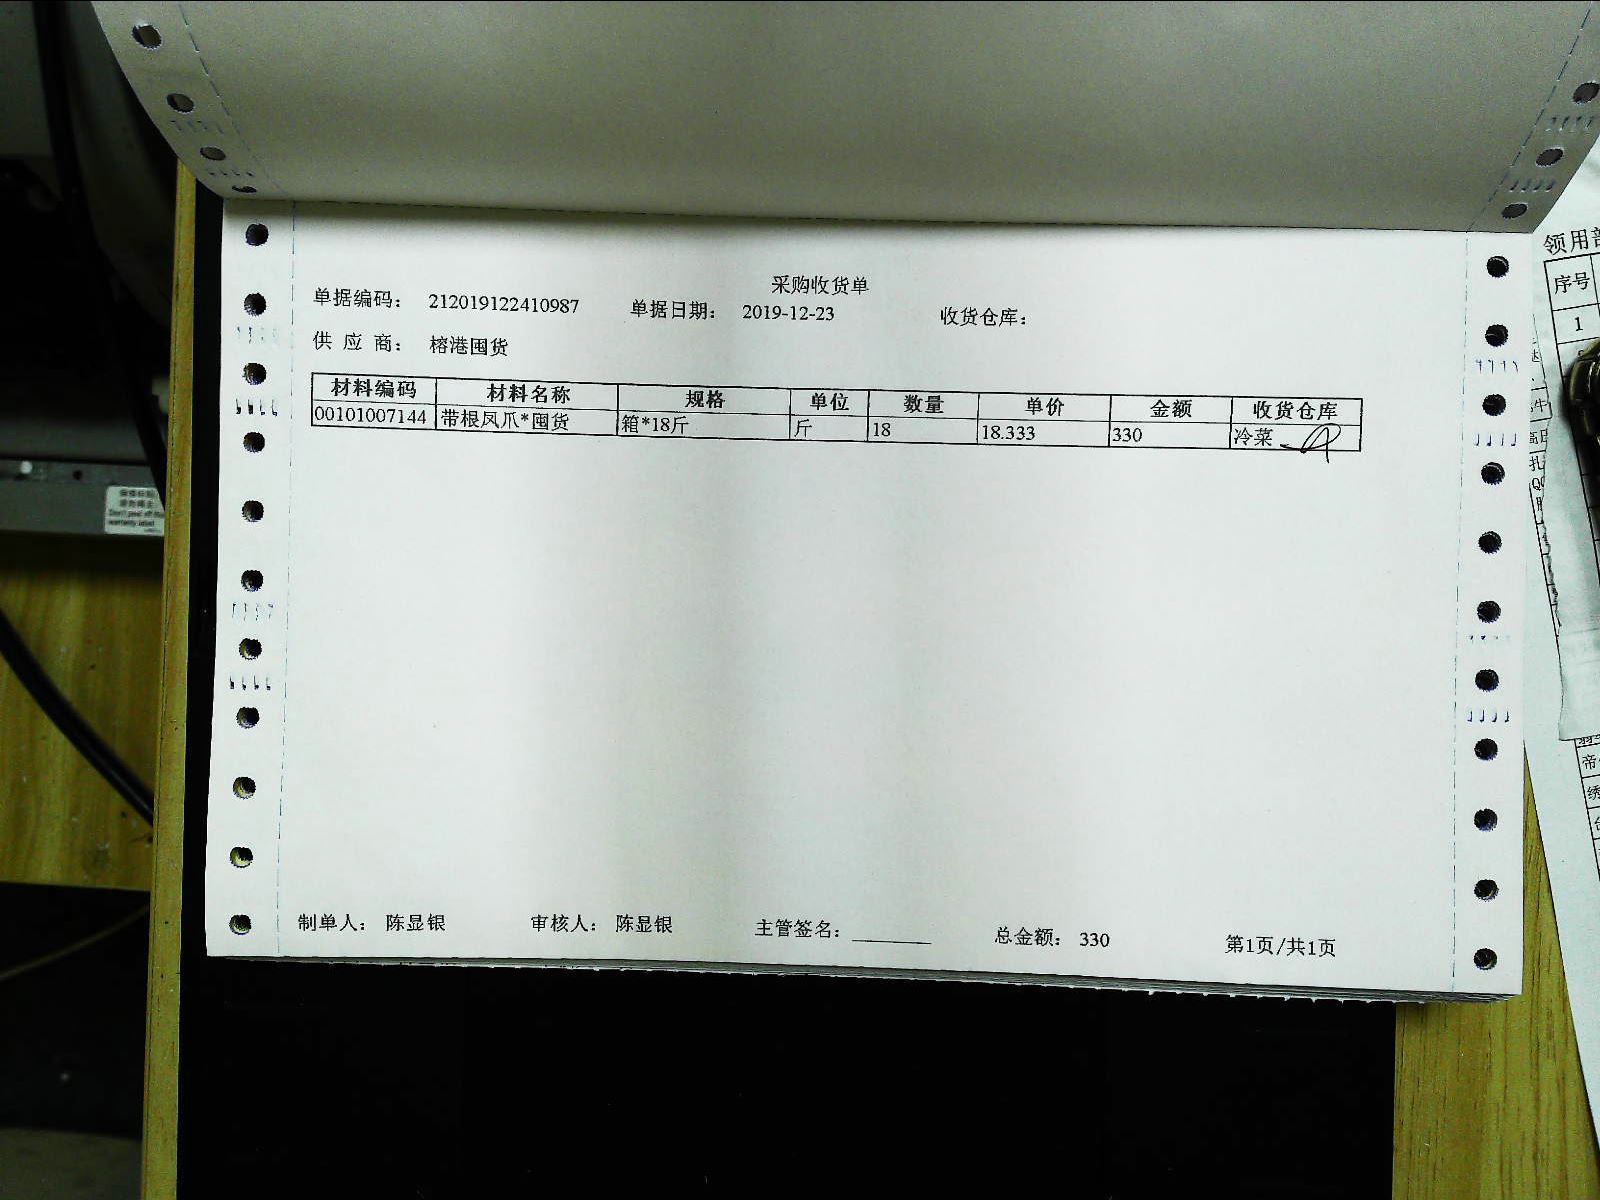 采购收货单
单据编码： 212019122410987 单据日期： 2019-12-23 收货仓库：
供 应 商： 榕港囤货
材料编码 材料名称 规格 单位 数量 单价 金额 收货仓库
00101007144 带根凤爪*囤货 箱*18斤 斤 18 18.333 330 冷菜
制单人： 陈显银 审核人： 陈显银 主管签名： 总金额： 330 第1页/共1页
领用部
序号
1
Don't peel off
warranty label